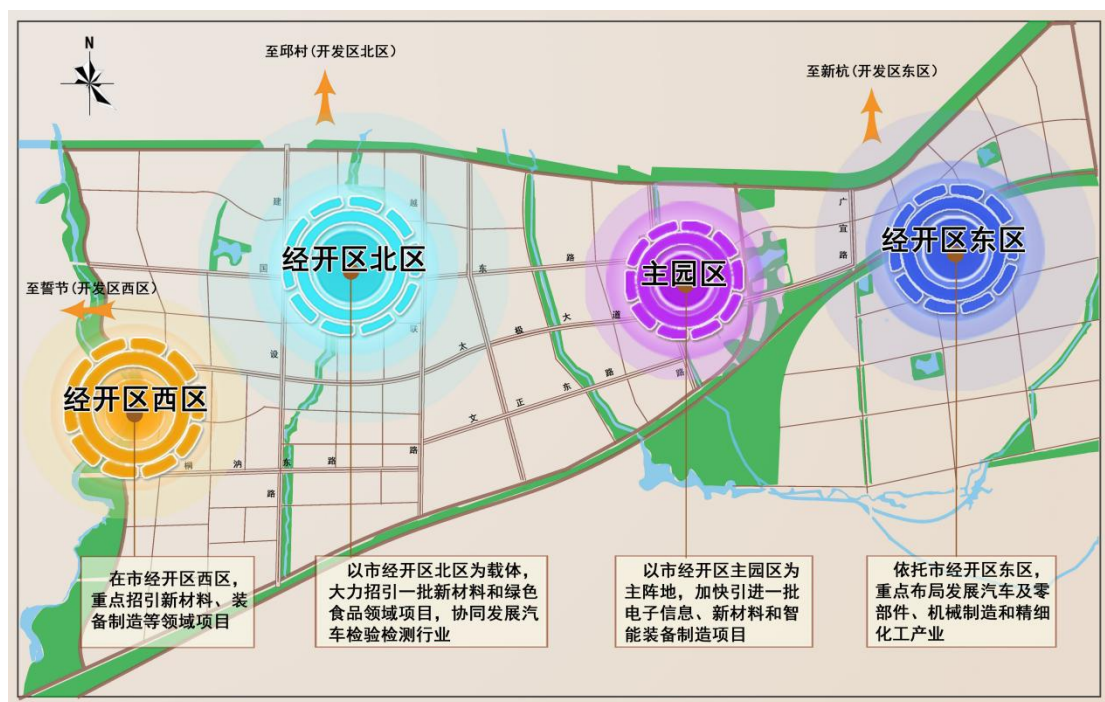 N
至邱村(开发区北区)
至新杭(开发区东区)
至誓节(开发区西区)
经开区北区
主园区
经开区东区
经开区西区
建
设
路
国
东
路
越
联
路
广
宣
路
太
极
大
道
文
正
东
路
路
桐
汭
东
路
在市经开区西区，
重点招引新材料、装
备制造等领域项目
以市经开区北区为载体，
大力招引一批新材料和绿色
食品领域项目，协同发展汽
车检验检测行业
以市经开区主园区为
主阵地，加快引进一批
电子信息、新材料和智
能装备制造项目
依托市经开区东区，
重点布局发展汽车及零
部件、机械制造和精细
化工产业